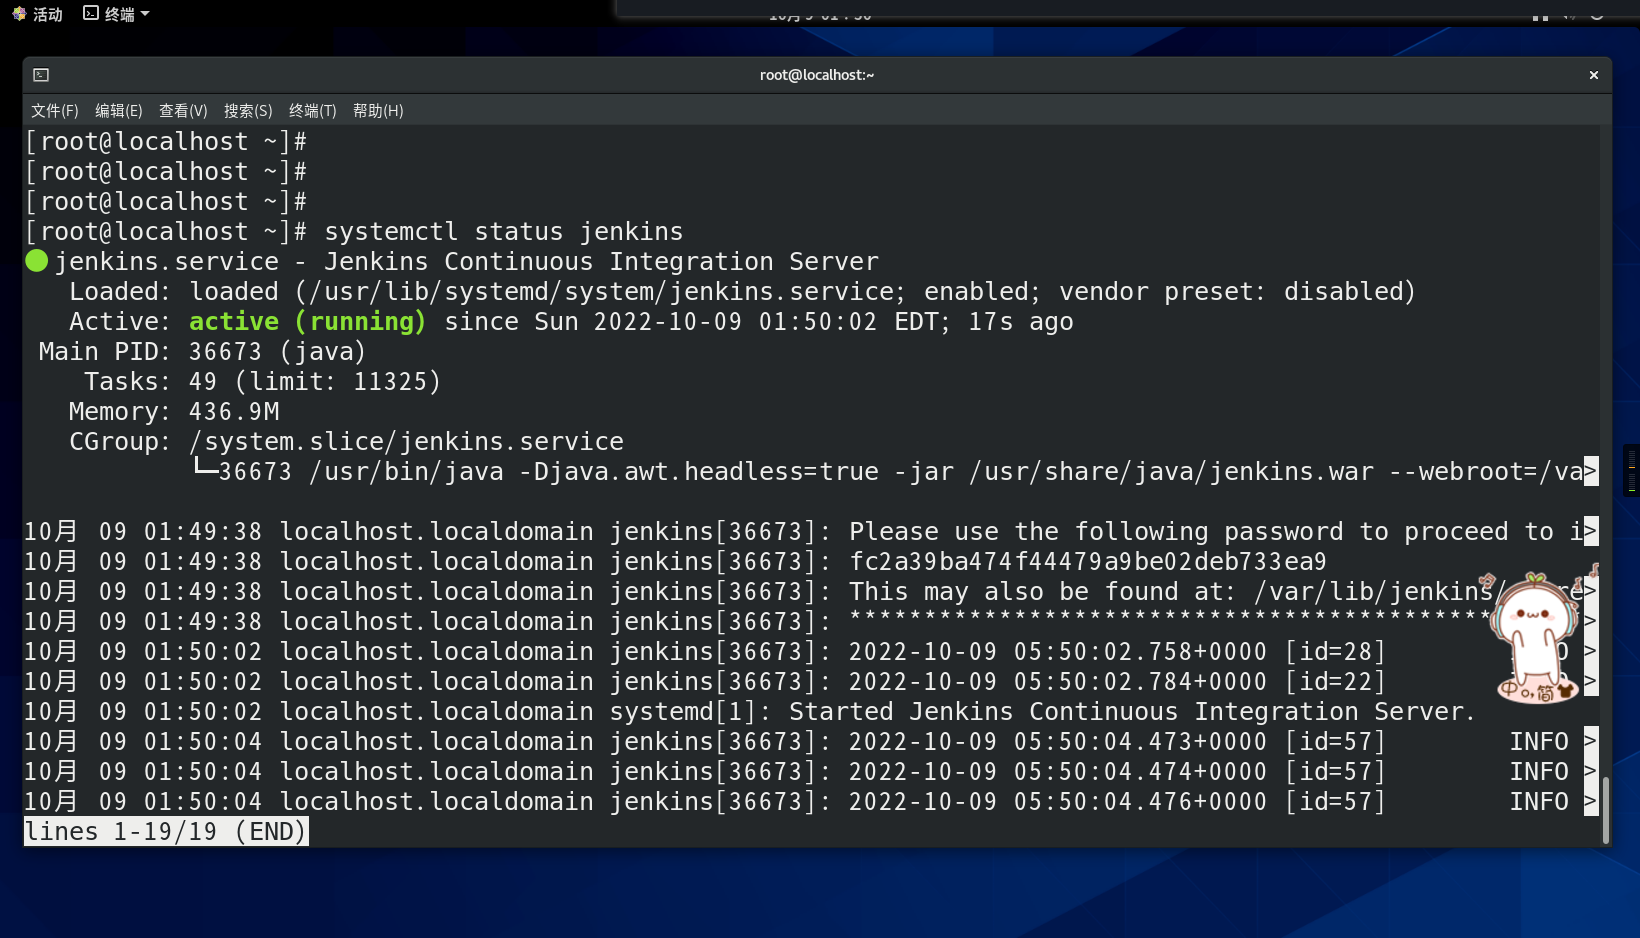 活动 终端
root@localhost:~
文件(F) 编辑(E) 查看(V) 搜索(S) 终端(T) 帮助(H)
[root@localhost ~]#
[root@localhost ~]#
[root@localhost ~]#
[root@localhost ~]# systemctl status jenkins
● jenkins.service - Jenkins Continuous Integration Server
Loaded: loaded (/usr/lib/systemd/system/jenkins.service; enabled; vendor preset: disabled)
Active: active (running) since Sun 2022-10-09 01:50:02 EDT; 17s ago
Main PID: 36673 (java)
Tasks: 49 (limit: 11325)
Memory: 436.9M
CGroup: /system.slice/jenkins.service
└─36673 /usr/bin/java -Djava.awt.headless=true -jar /usr/share/java/jenkins.war --webroot=/va>
10月 09 01:49:38 localhost.localdomain jenkins[36673]: Please use the following password to proceed to i>
10月 09 01:49:38 localhost.localdomain jenkins[36673]: fc2a39ba474f44479a9be02deb733ea9
10月 09 01:49:38 localhost.localdomain jenkins[36673]: This may also be found at: /var/lib/jenkins/ >
10月 09 01:49:38 localhost.localdomain jenkins[36673]: ******************************************* >
10月 09 01:50:02 localhost.localdomain jenkins[36673]: 2022-10-09 05:50:02.758+0000 [id=28] >
10月 09 01:50:02 localhost.localdomain jenkins[36673]: 2022-10-09 05:50:02.784+0000 [id=22] >
10月 09 01:50:02 localhost.localdomain systemd[1]: Started Jenkins Continuous Integration Server.
10月 09 01:50:04 localhost.localdomain jenkins[36673]: 2022-10-09 05:50:04.473+0000 [id=57] INFO >
10月 09 01:50:04 localhost.localdomain jenkins[36673]: 2022-10-09 05:50:04.474+0000 [id=57] INFO >
10月 09 01:50:04 localhost.localdomain jenkins[36673]: 2022-10-09 05:50:04.476+0000 [id=57] INFO >
lines 1-19/19 (END)
中 简